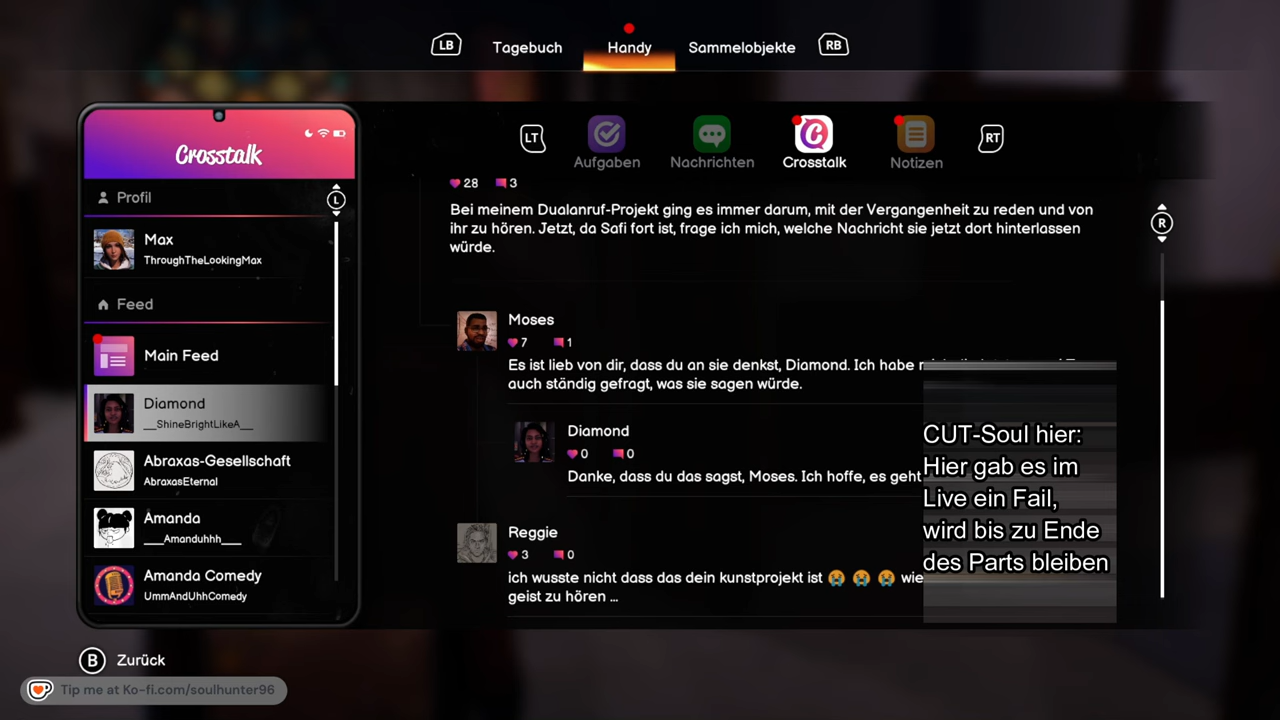 LB Tagebuch Handy Sammelobjekte RB
Crosstalk
Profil
L
Max
ThroughTheLookingMax
Feed
Main Feed
Diamond
__ShineBrightLikeA__
Abraxas-Gesellschaft
AbraxasEternal
Amanda
___Amanduhhh___
Amanda Comedy
UmmAndUhhComedy
LT Aufgaben Nachrichten Crosstalk Notizen RT
28 3
Bei meinem Dualanruf-Projekt ging es immer darum, mit der Vergangenheit zu reden und von
ihr zu hören. Jetzt, da Safi fort ist, frage ich mich, welche Nachricht sie jetzt dort hinterlassen
würde.
R
Moses
7 1
Es ist lieb von dir, dass du an sie denkst, Diamond. Ich habe
auch ständig gefragt, was sie sagen würde.
Diamond
0 0
Danke, dass du das sagst, Moses. Ich hoffe, es geht
Reggie
3 0
ich wusste nicht dass das dein kunstprojekt ist 😭 😭 😭 wie
geist zu hören ...
CUT-Soul hier:
Hier gab es im
Live ein Fail,
wird bis zu Ende
des Parts bleiben
B Zurück
Tip me at Ko-fi.com/soulhunter96